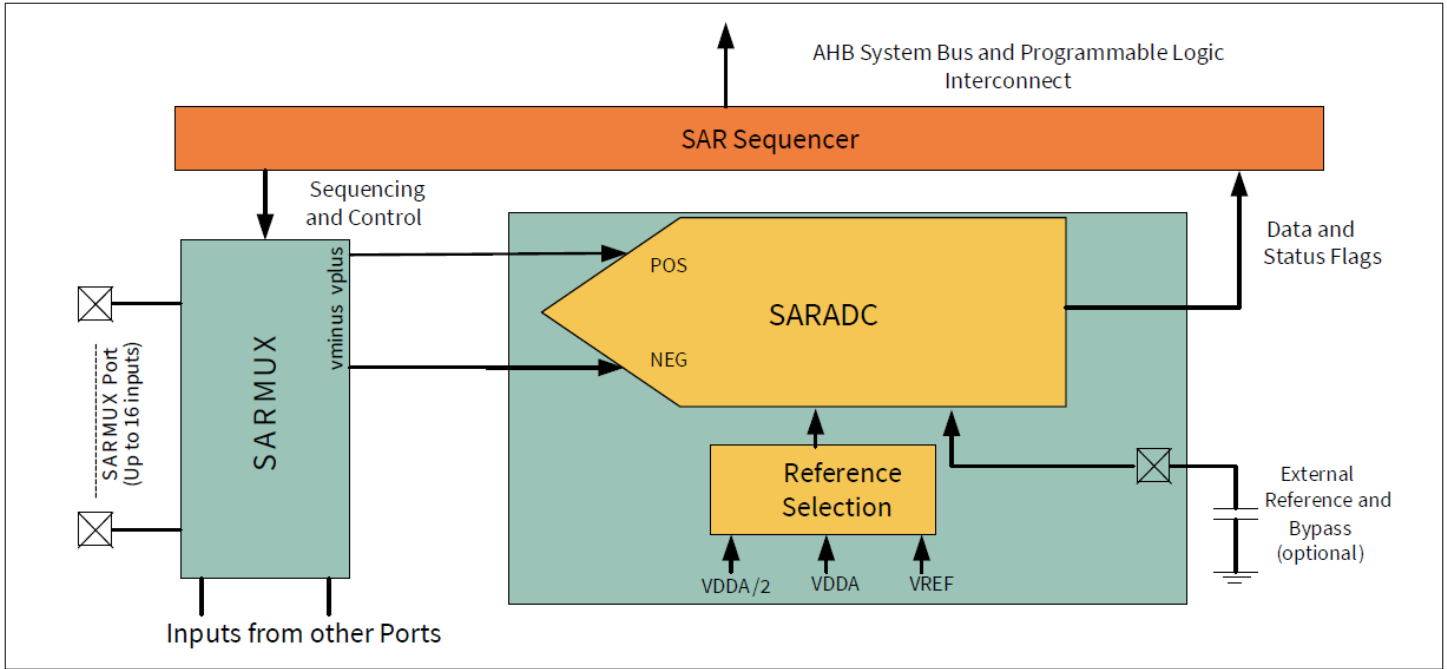 AHB System Bus and Programmable Logic
Interconnect
SAR Sequencer
Sequencing
and Control
vminus vplus
POS
NEG
SARADC
Data and
Status Flags
SARMUX Port
(Up to 16 inputs)
SARMUX
Reference
Selection
VDDA/2
VDDA
VREF
External
Reference and
Bypass
(optional)
Inputs from other Ports